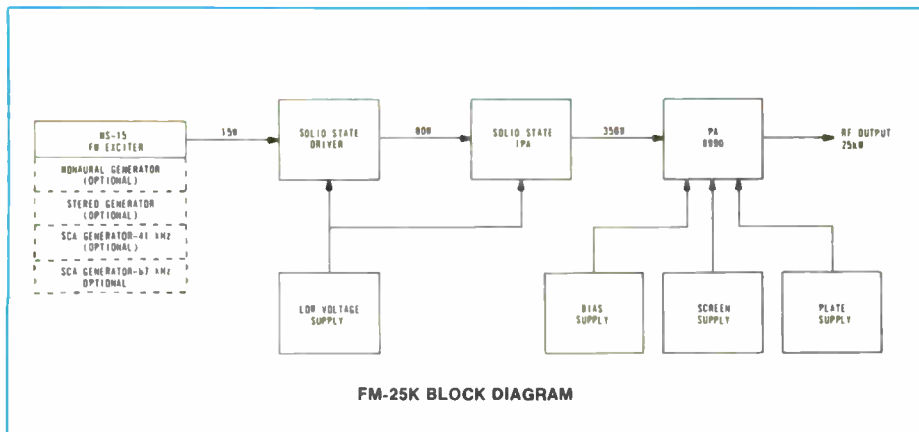 MS-15
FM EXCITER
MONAURAL GENERATOR
(OPTIONAL)
STEREO GENERATOR
(OPTIONAL)
SCA GENERATOR-41 kHz
(OPTIONAL)
SCA GENERATOR-67 kHz
OPTIONAL
15W
SOLID STATE
DRIVER
80W
SOLID STATE
IPA
350W
PA
8990
RF OUTPUT
25kW
LOW VOLTAGE
SUPPLY
BIAS
SUPPLY
SCREEN
SUPPLY
PLATE
SUPPLY
FM-25K BLOCK DIAGRAM